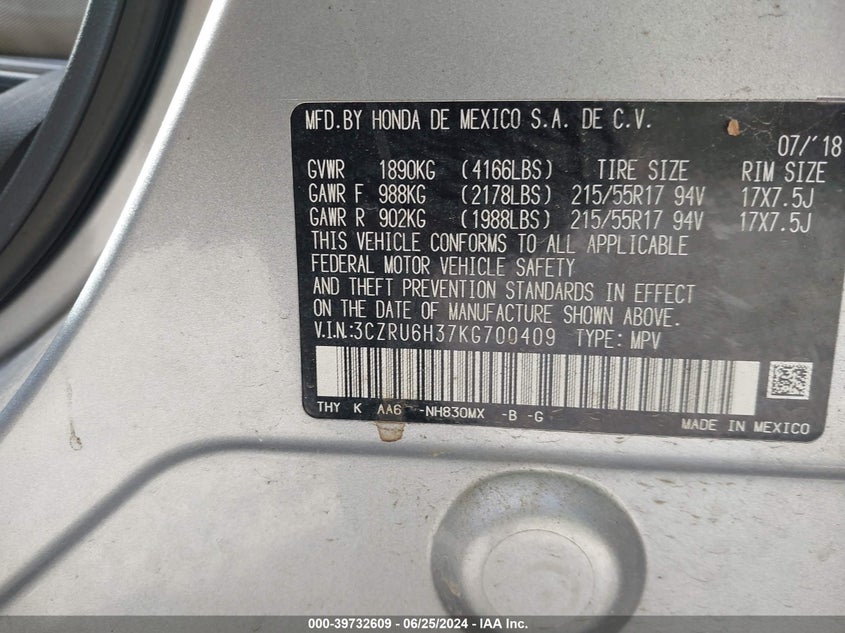 MFD.BY HONDA DE MEXICO S.A. DE C.V.
07/'18
GVWR 1890KG (4166LBS) TIRE SIZE RIM SIZE
GAWR F 988KG (2178LBS) 215/55R17 94V 17X7.5J
GAWR R 902KG (1988LBS) 215/55R17 94V 17X7.5J
THIS VEHICLE CONFORMS TO ALL APPLICABLE
FEDERAL MOTOR VEHICLE SAFETY
AND THEFT PREVENTION STANDARDS IN EFFECT
ON THE DATE OF MANUFACTURE SHOWN ABOVE.
V.I.N:3CZRU6H37KG700409 TYPE: MPV
THY K AA6 -NH830MX -B -G
MADE IN MEXICO
000-39732609 - 06/25/2024 - IAA Inc.